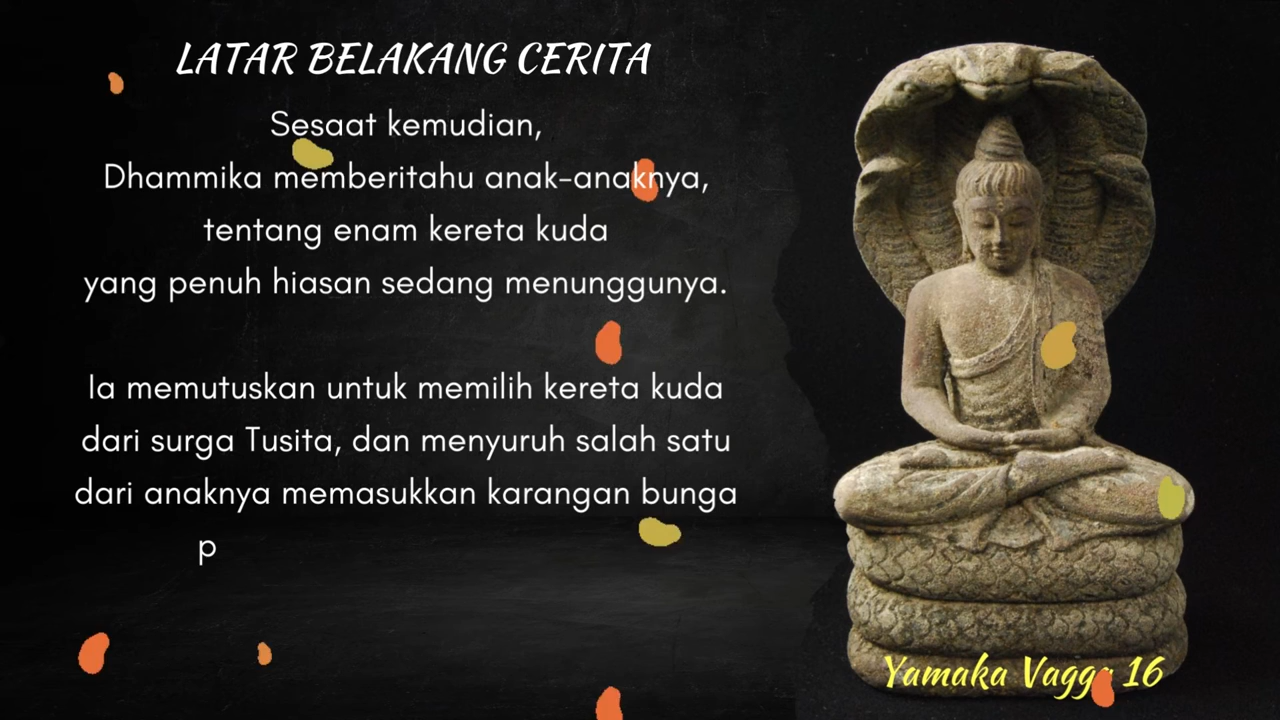 LATAR BELAKANG CERITA
Sesaat kemudian,
Dhammika memberitahu anak-anaknya,
tentang enam kereta kuda
yang penuh hiasan sedang menunggunya.
Ia memutuskan untuk memilih kereta kuda
dari surga Tusita, dan menyuruh salah satu
dari anaknya memasukkan karangan bunga
p
Yamaka Vagga 16